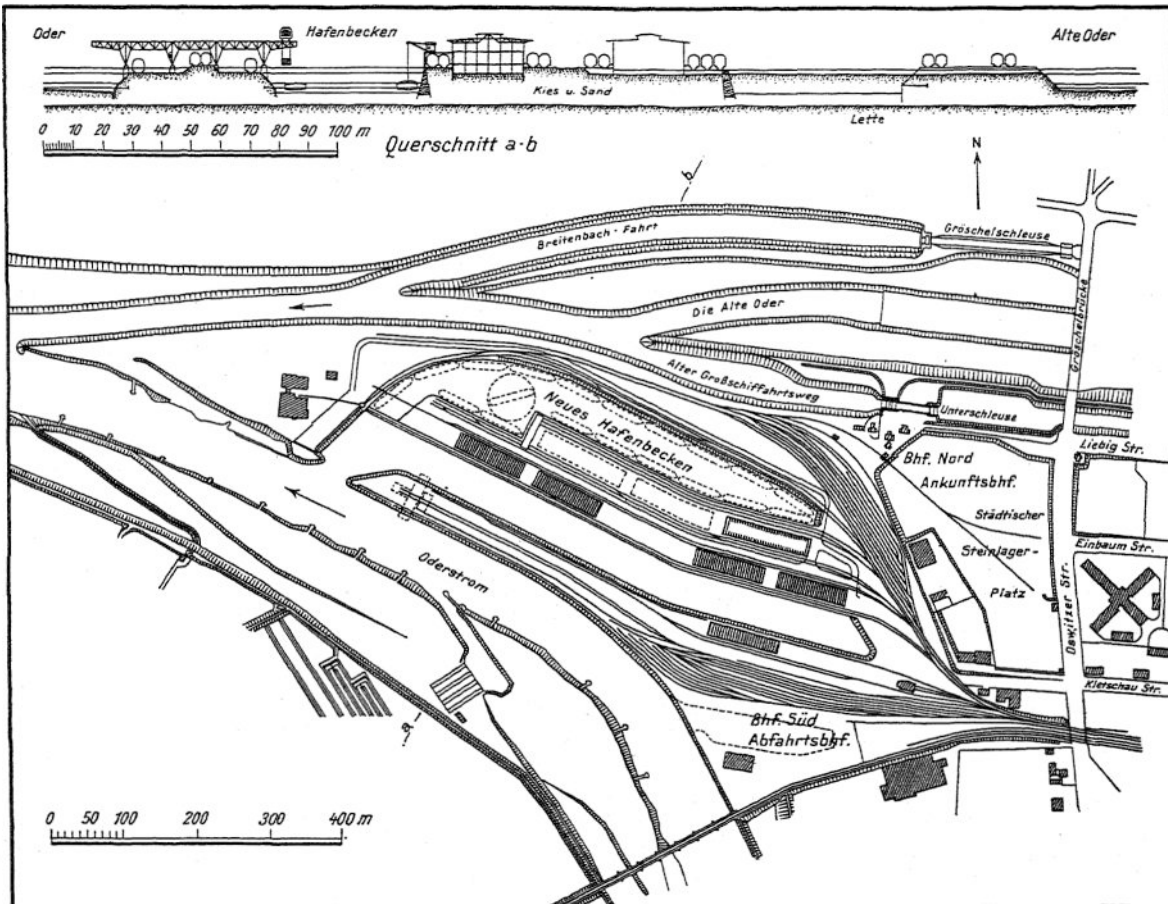 Oder
Hafenbecken
Alte Oder
Kies u. Sand
Lette
0 10 20 30 40 50 60 70 80 90 100 m
Querschnitt a-b
N
b
Breitenbach-Fahrt
Gröschelschleuse
Die Alte Oder
Gröschelbrücke
Alter Großschiffahrtsweg
Unterschleuse
Neues Hafenbecken
Liebig Str.
Bhf. Nord
Ankunftsbhf.
Städtischer
Steinlager-
Platz
Einbaum Str.
Oswitzer Str.
Oderstrom
Kletschau Str.
a
Bhf. Süd
Abfahrtsbhf.
0 50 100 200 300 400 m